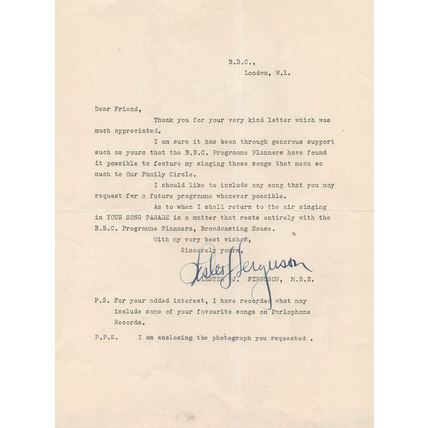 B.B.C.,
London, W.1.
Dear Friend,
Thank you for your very kind letter which was
much appreciated.
I am sure it has been through generous support
such as yours that the B.B.C. Programme Planners have found
it possible to feature my singing those songs that mean so
much to Our Family Circle.
I should like to include any song that you may
request for a future programme whenever possible.
As to when I shall return to the air singing
in YOUR SONG PARADE is a matter that rests entirely with the
B.B.C. Programme Planners, Broadcasting House.
With my very best wishes,
Sincerely yours,
Lester J Ferguson
LESTER J. FERGUSON, M.B.E.
P.S. For your added interest, I have recorded what may
include some of your favourite songs on Parlophone
Records.
P.P.S. I am enclosing the photograph you requested .